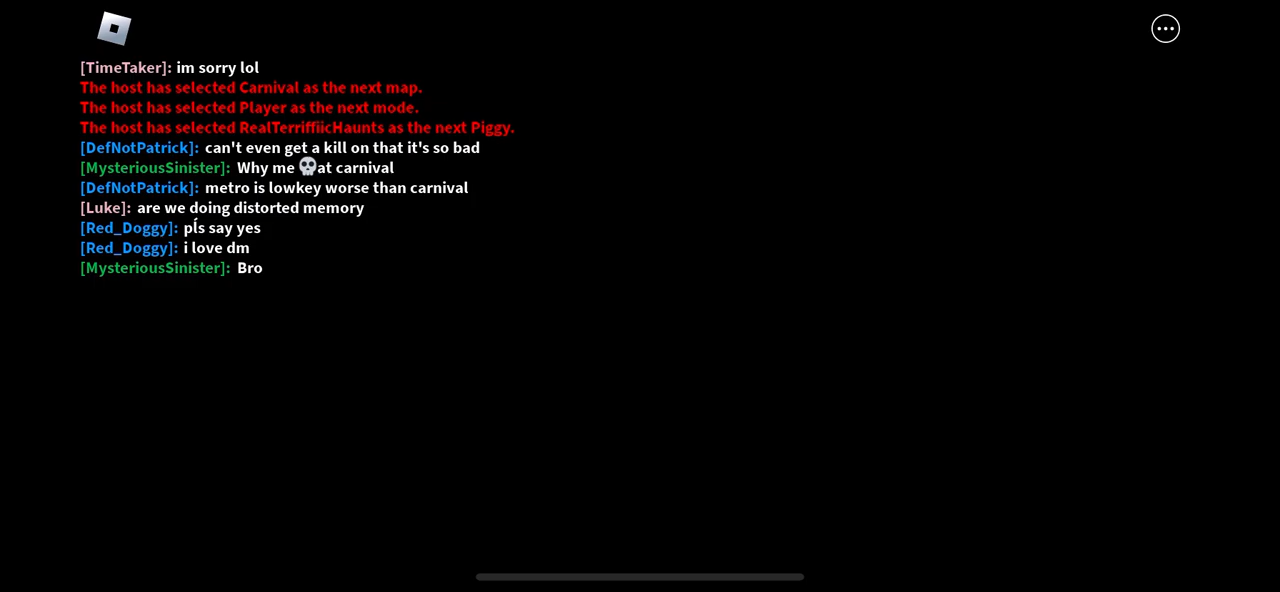 [TimeTaker]: im sorry lol
The host has selected Carnival as the next map.
The host has selected Player as the next mode.
The host has selected RealTerriffiicHaunts as the next Piggy.
[DefNotPatrick]: can't even get a kill on that it's so bad
[MysteriousSinister]: Why me 💀at carnival
[DefNotPatrick]: metro is lowkey worse than carnival
[Luke]: are we doing distorted memory
[Red_Doggy]: pĺs say yes
[Red_Doggy]: i love dm
[MysteriousSinister]: Bro